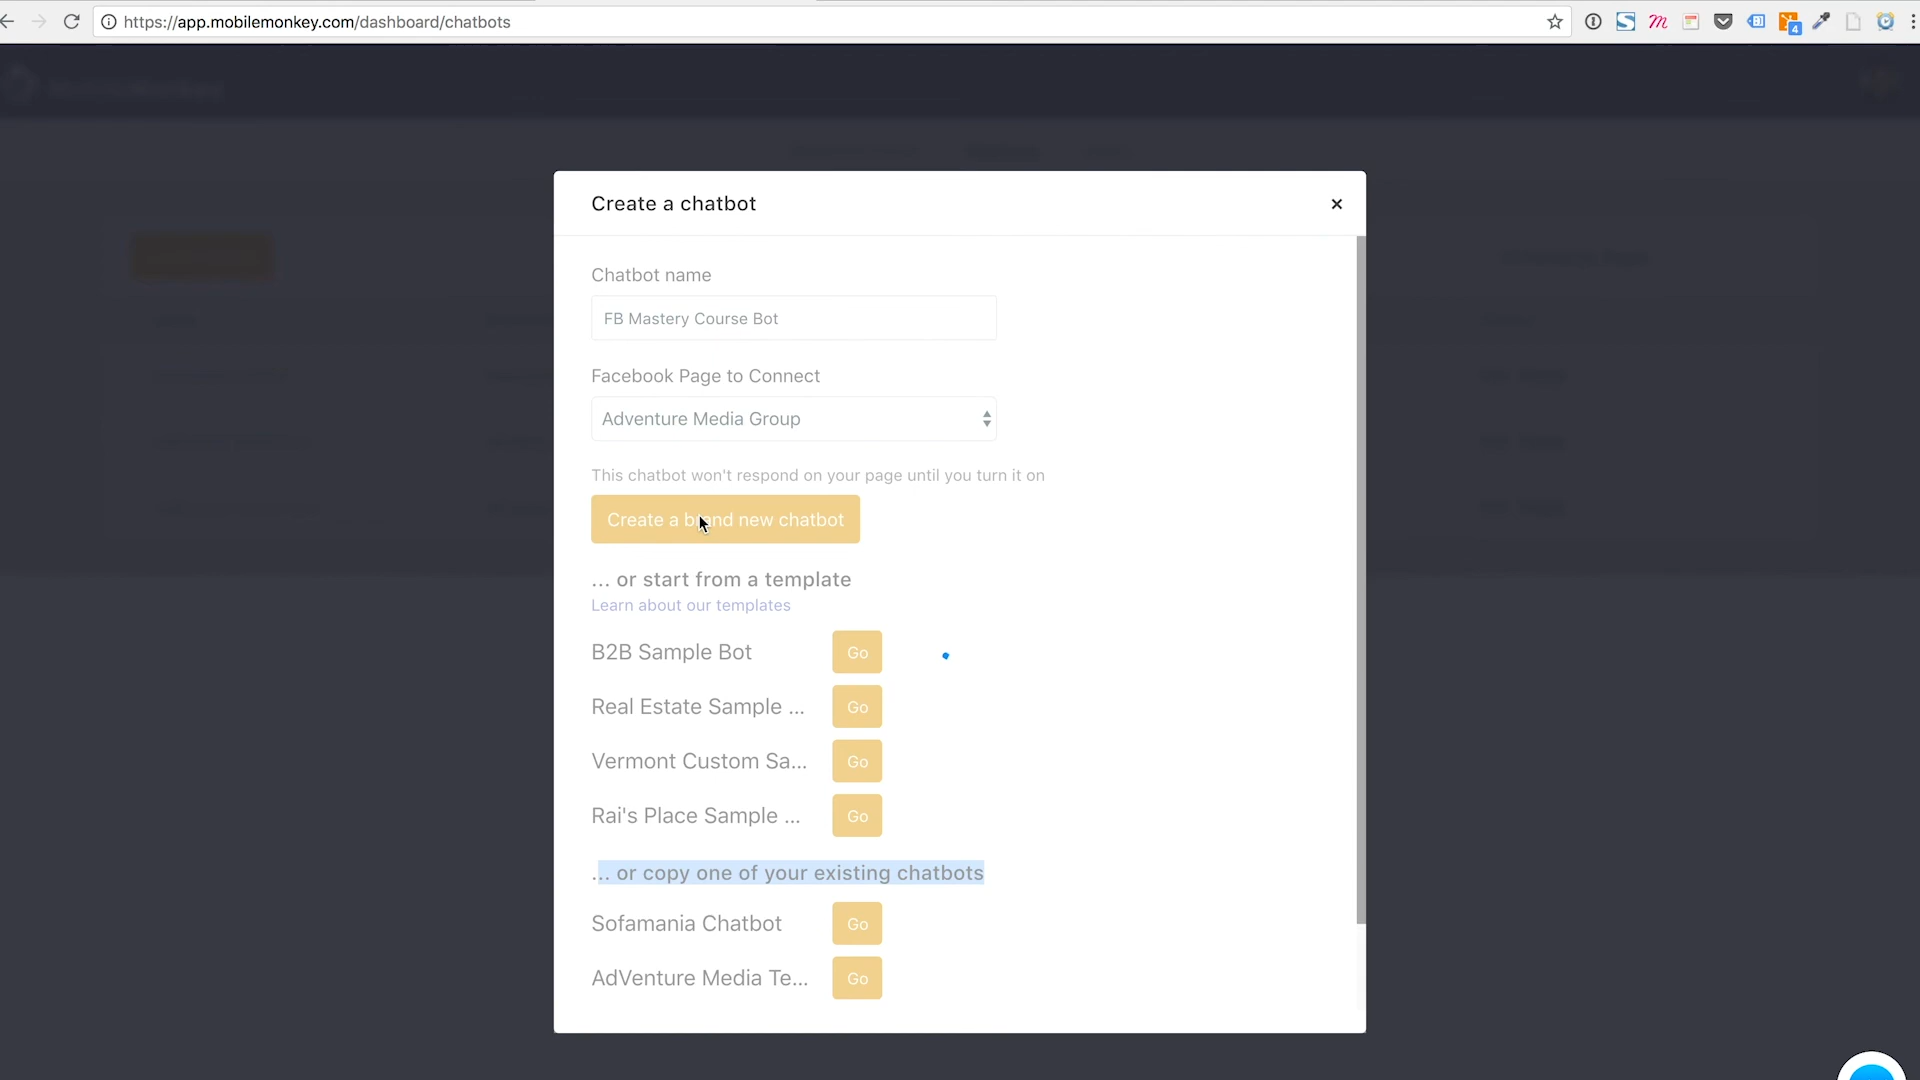 https://app.mobilemonkey.com/dashboard/chatbots
4
Create a chatbot
×
Chatbot name
FB Mastery Course Bot
Facebook Page to Connect
Adventure Media Group
This chatbot won't respond on your page until you turn it on
Create a brand new chatbot
... or start from a template
Learn about our templates
B2B Sample Bot Go
Real Estate Sample ... Go
Vermont Custom Sa... Go
Rai's Place Sample ... Go
... or copy one of your existing chatbots
Sofamania Chatbot Go
AdVenture Media Te... Go